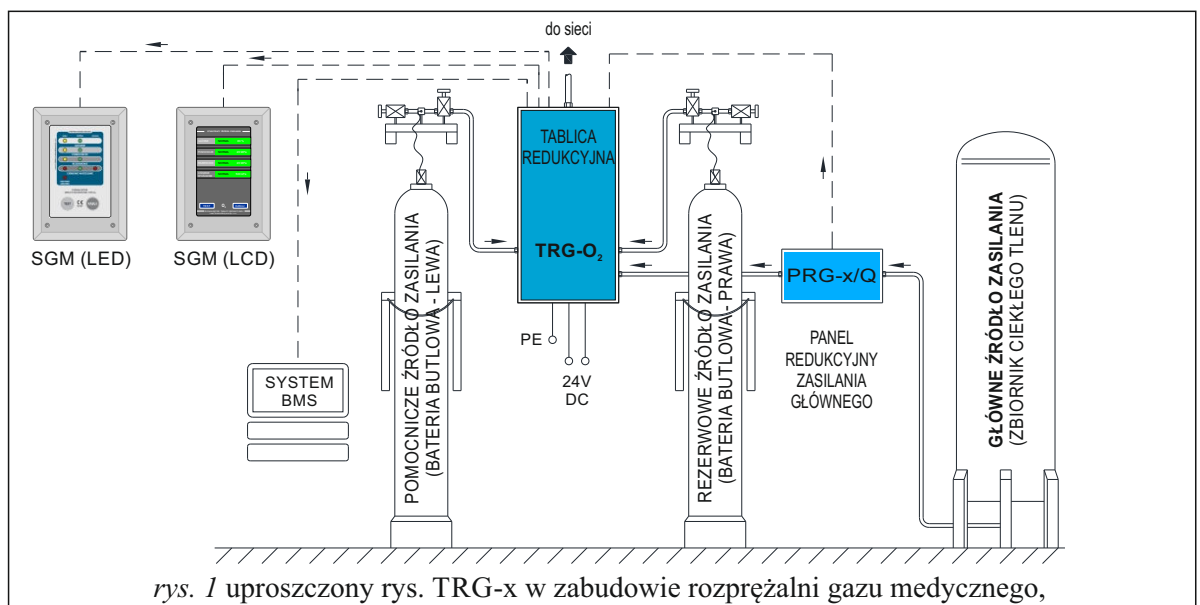 do sieci
SGM (LED)
SGM (LCD)
SYSTEM
BMS
POMOCNICZE ŹRÓDŁO ZASILANIA
(BATERIA BUTLOWA - LEWA)
TABLICA
REDUKCYJNA
TRG-O₂
PE
24V
DC
REZERWOWE ŹRÓDŁO ZASILANIA
(BATERIA BUTLOWA - PRAWA)
PRG-x/Q
PANEL
REDUKCYJNY
ZASILANIA
GŁÓWNEGO
GŁÓWNE ŹRÓDŁO ZASILANIA
(ZBIORNIK CIEKŁEGO TLENU)
rys. 1 uproszczony rys. TRG-x w zabudowie rozprężalni gazu medycznego,